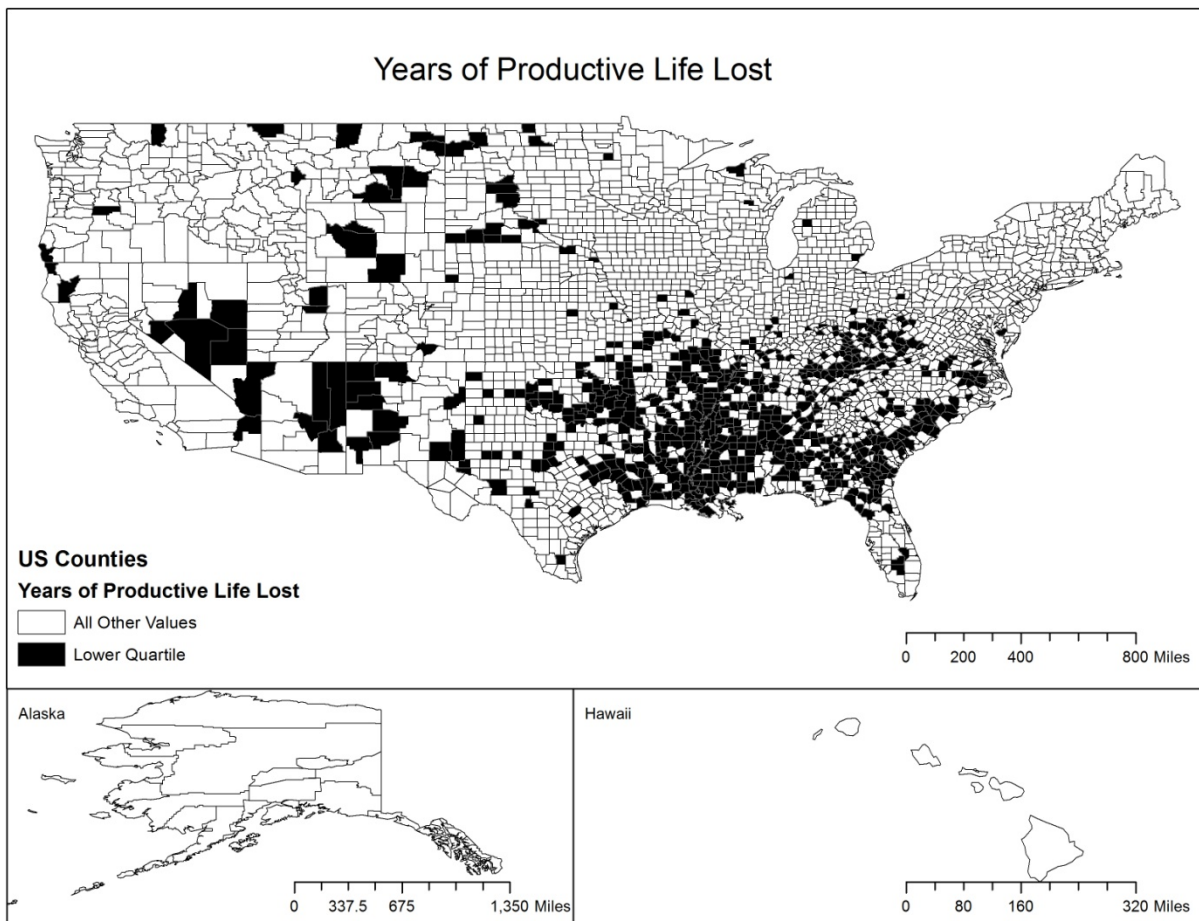 Years of Productive Life Lost
US Counties
Years of Productive Life Lost
All Other Values
Lower Quartile
0 200 400 800 Miles
Alaska
0 337.5 675 1,350 Miles
Hawaii
0 80 160 320 Miles